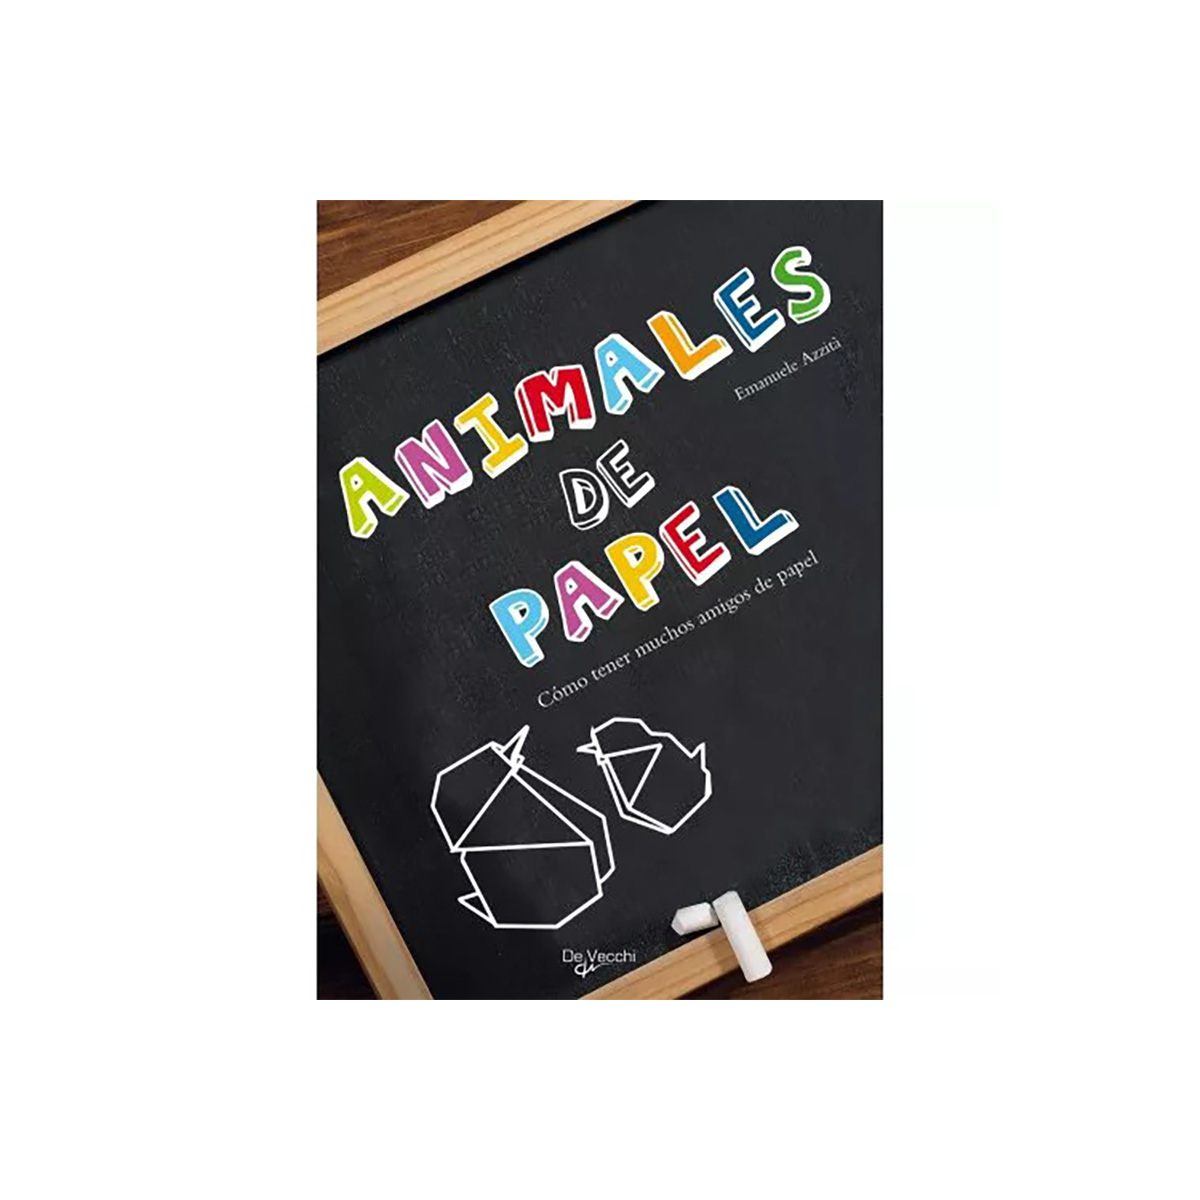 ANIMALES
Emanuele Azzità
DE
PAPEL
Cómo tener muchos amigos de papel
De Vecchi